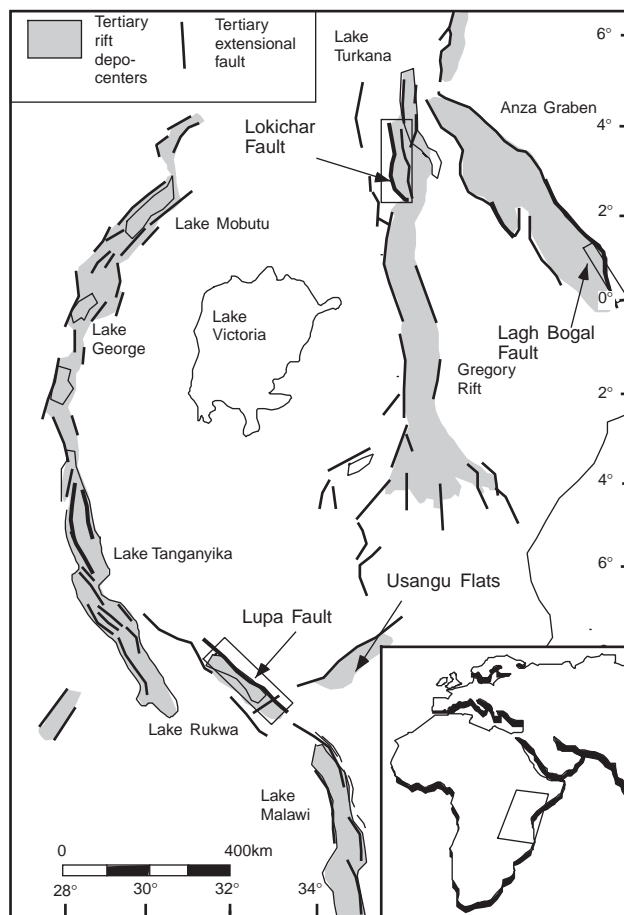 Tertiary
rift
depo-
centers
Tertiary
extensional
fault
Lake
Turkana
6°
Anza Graben
4°
Lokichar
Fault
2°
Lake Mobutu
0°
Lake
George
Lake
Victoria
Lagh Bogal
Fault
Gregory
Rift
2°
4°
Lake Tanganyika
6°
Usangu Flats
Lupa Fault
Lake Rukwa
Lake
Malawi
0
400km
28°
30°
32°
34°